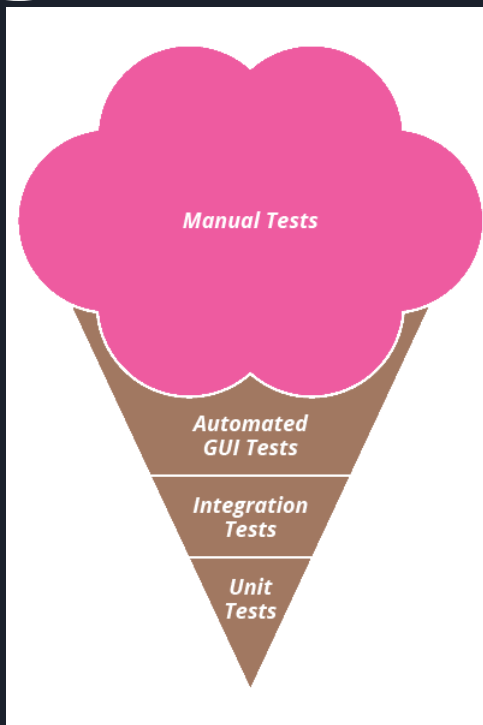 Manual Tests
Automated
GUI Tests
Integration
Tests
Unit
Tests